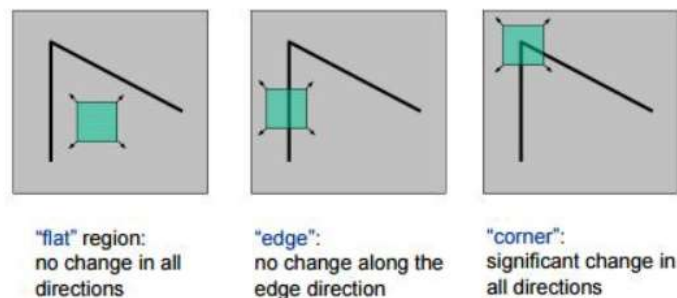 "flat" region:
no change in all
directions
"edge":
no change along the
edge direction
"corner":
significant change in
all directions